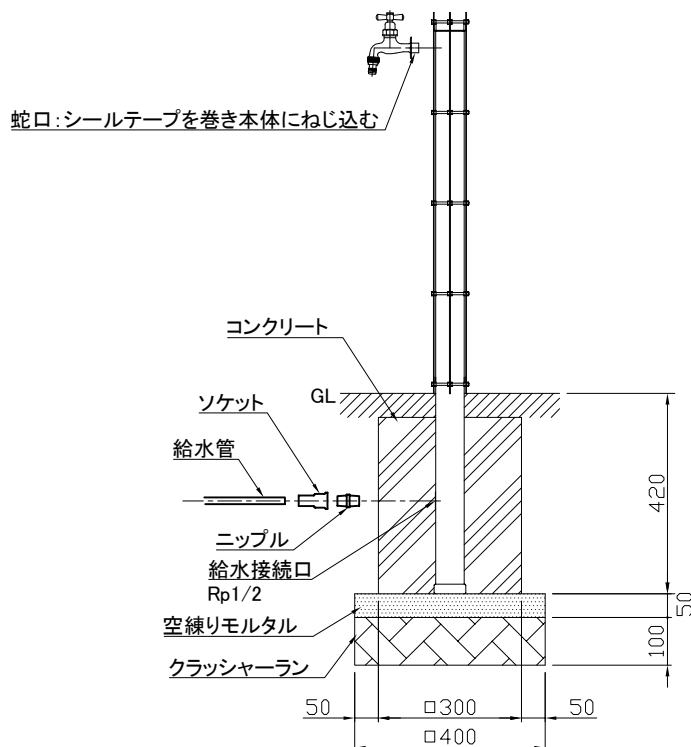 蛇口：シールテープを巻き本体にねじ込む
コンクリート
GL
ソケット
給水管
ニップル
給水接続口
Rp1/2
空練りモルタル
クラッシャーラン
420
50
100
50
□300
50
□400